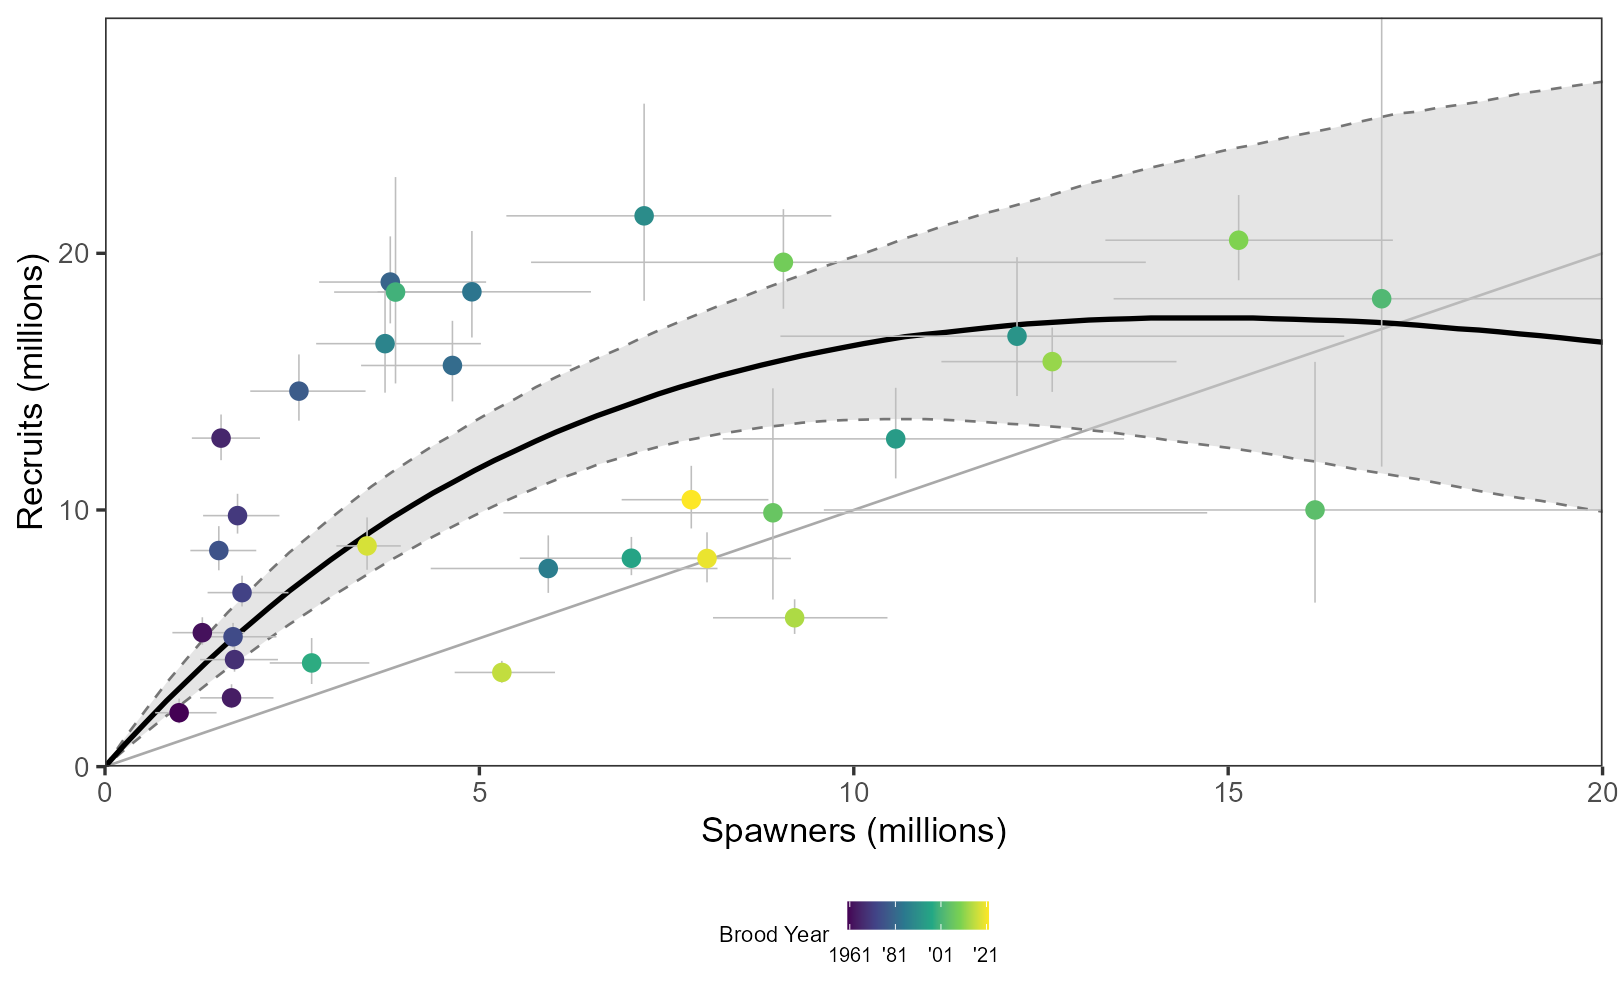 Recruits (millions)
20
10
0
0 5 10 15 20
Spawners (millions)
Brood Year
1961 '81 '01 '21